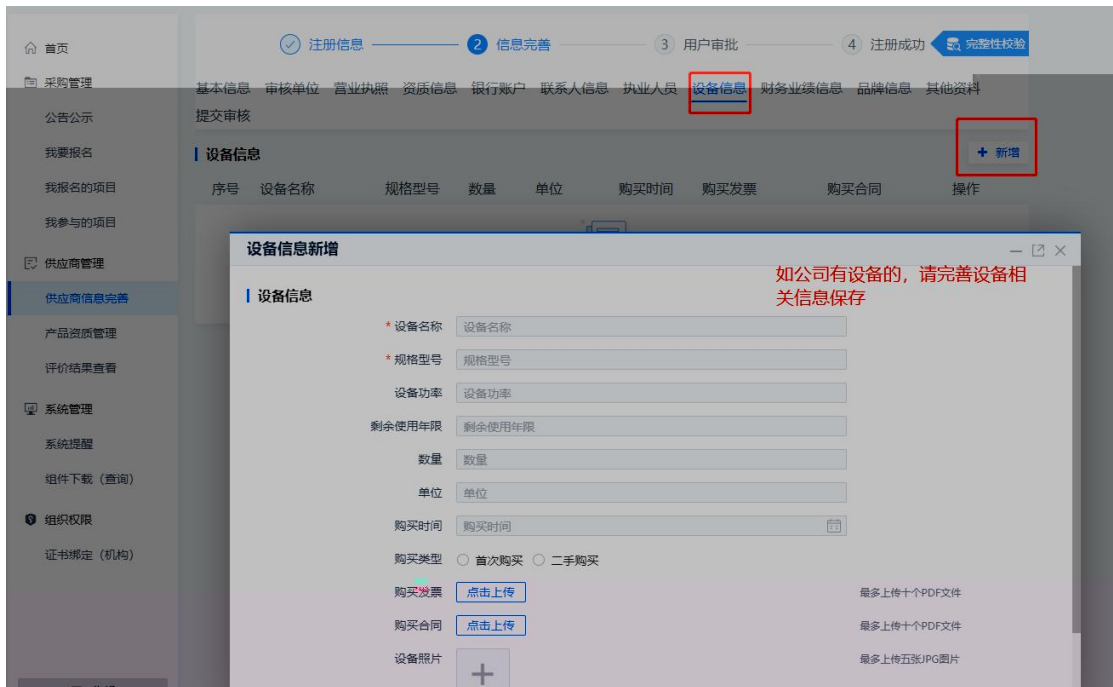 首页
采购管理
公告公示
我要报名
我报名的项目
我参与的项目
供应商管理
供应商信息完善
产品资质管理
评价结果查看
系统管理
系统提醒
组件下载（查询）
组织权限
证书绑定（机构）
注册信息 2 信息完善 3 用户审批 4 注册成功 完整性校验
基本信息 审核单位 营业执照 资质信息 银行账户 联系人信息 执业人员 设备信息 财务业绩信息 品牌信息 其他资料
提交审核
设备信息
+ 新增
序号 设备名称 规格型号 数量 单位 购买时间 购买发票 购买合同 操作
设备信息新增
如公司有设备的，请完善设备相
关信息保存
设备信息
* 设备名称 设备名称
* 规格型号 规格型号
设备功率 设备功率
剩余使用年限 剩余使用年限
数量 数量
单位 单位
购买时间 购买时间
购买类型 首次购买 二手购买
购买发票 点击上传 最多上传十个PDF文件
购买合同 点击上传 最多上传十个PDF文件
设备照片 最多上传五张JPG图片